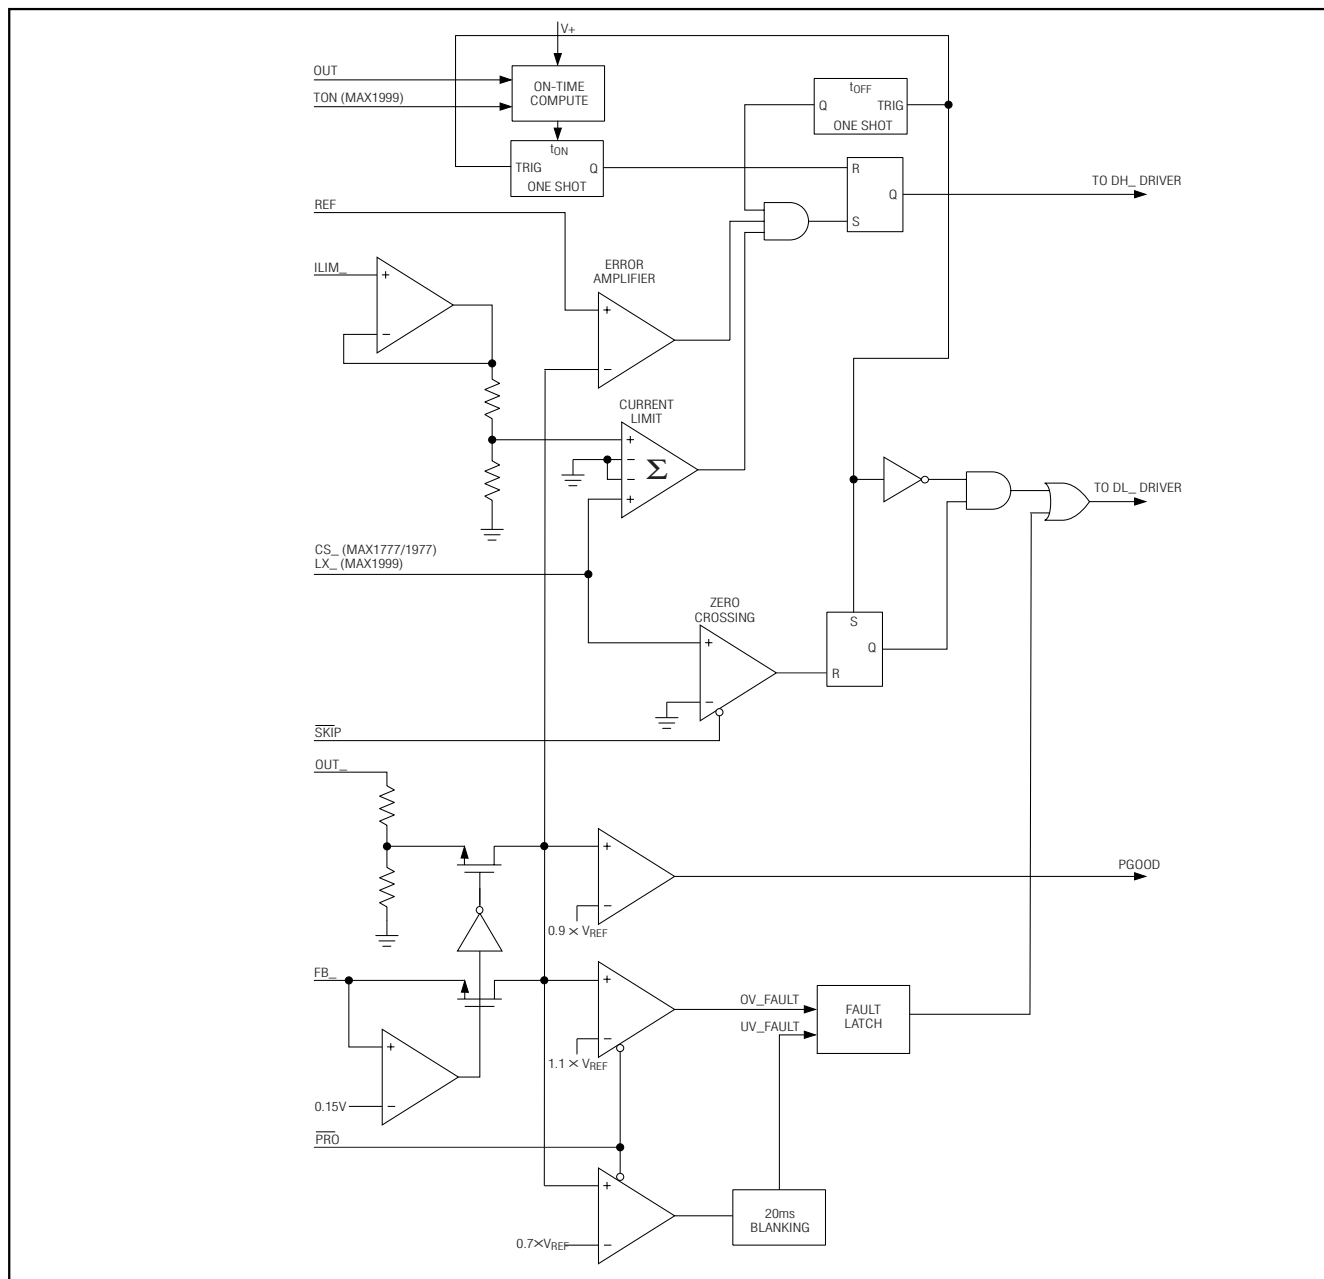 V+
OUT
TON (MAX1999)
ON-TIME
COMPUTE
tOFF
Q
TRIG
ONE SHOT
tON
TRIG
Q
ONE SHOT
R
Q
S
TO DH_ DRIVER
REF
ILIM_
+
−
ERROR
AMPLIFIER
+
−
CURRENT
LIMIT
+
−
−
+
Σ
TO DL_ DRIVER
CS_ (MAX1777/1977)
LX_ (MAX1999)
ZERO
CROSSING
+
−
S
Q
R
SKIP
OUT_
+
−
0.9 × VREF
PGOOD
FB_
+
−
1.1 × VREF
OV_FAULT
UV_FAULT
FAULT
LATCH
+
−
0.15V
PRO
+
−
0.7×VREF
20ms
BLANKING